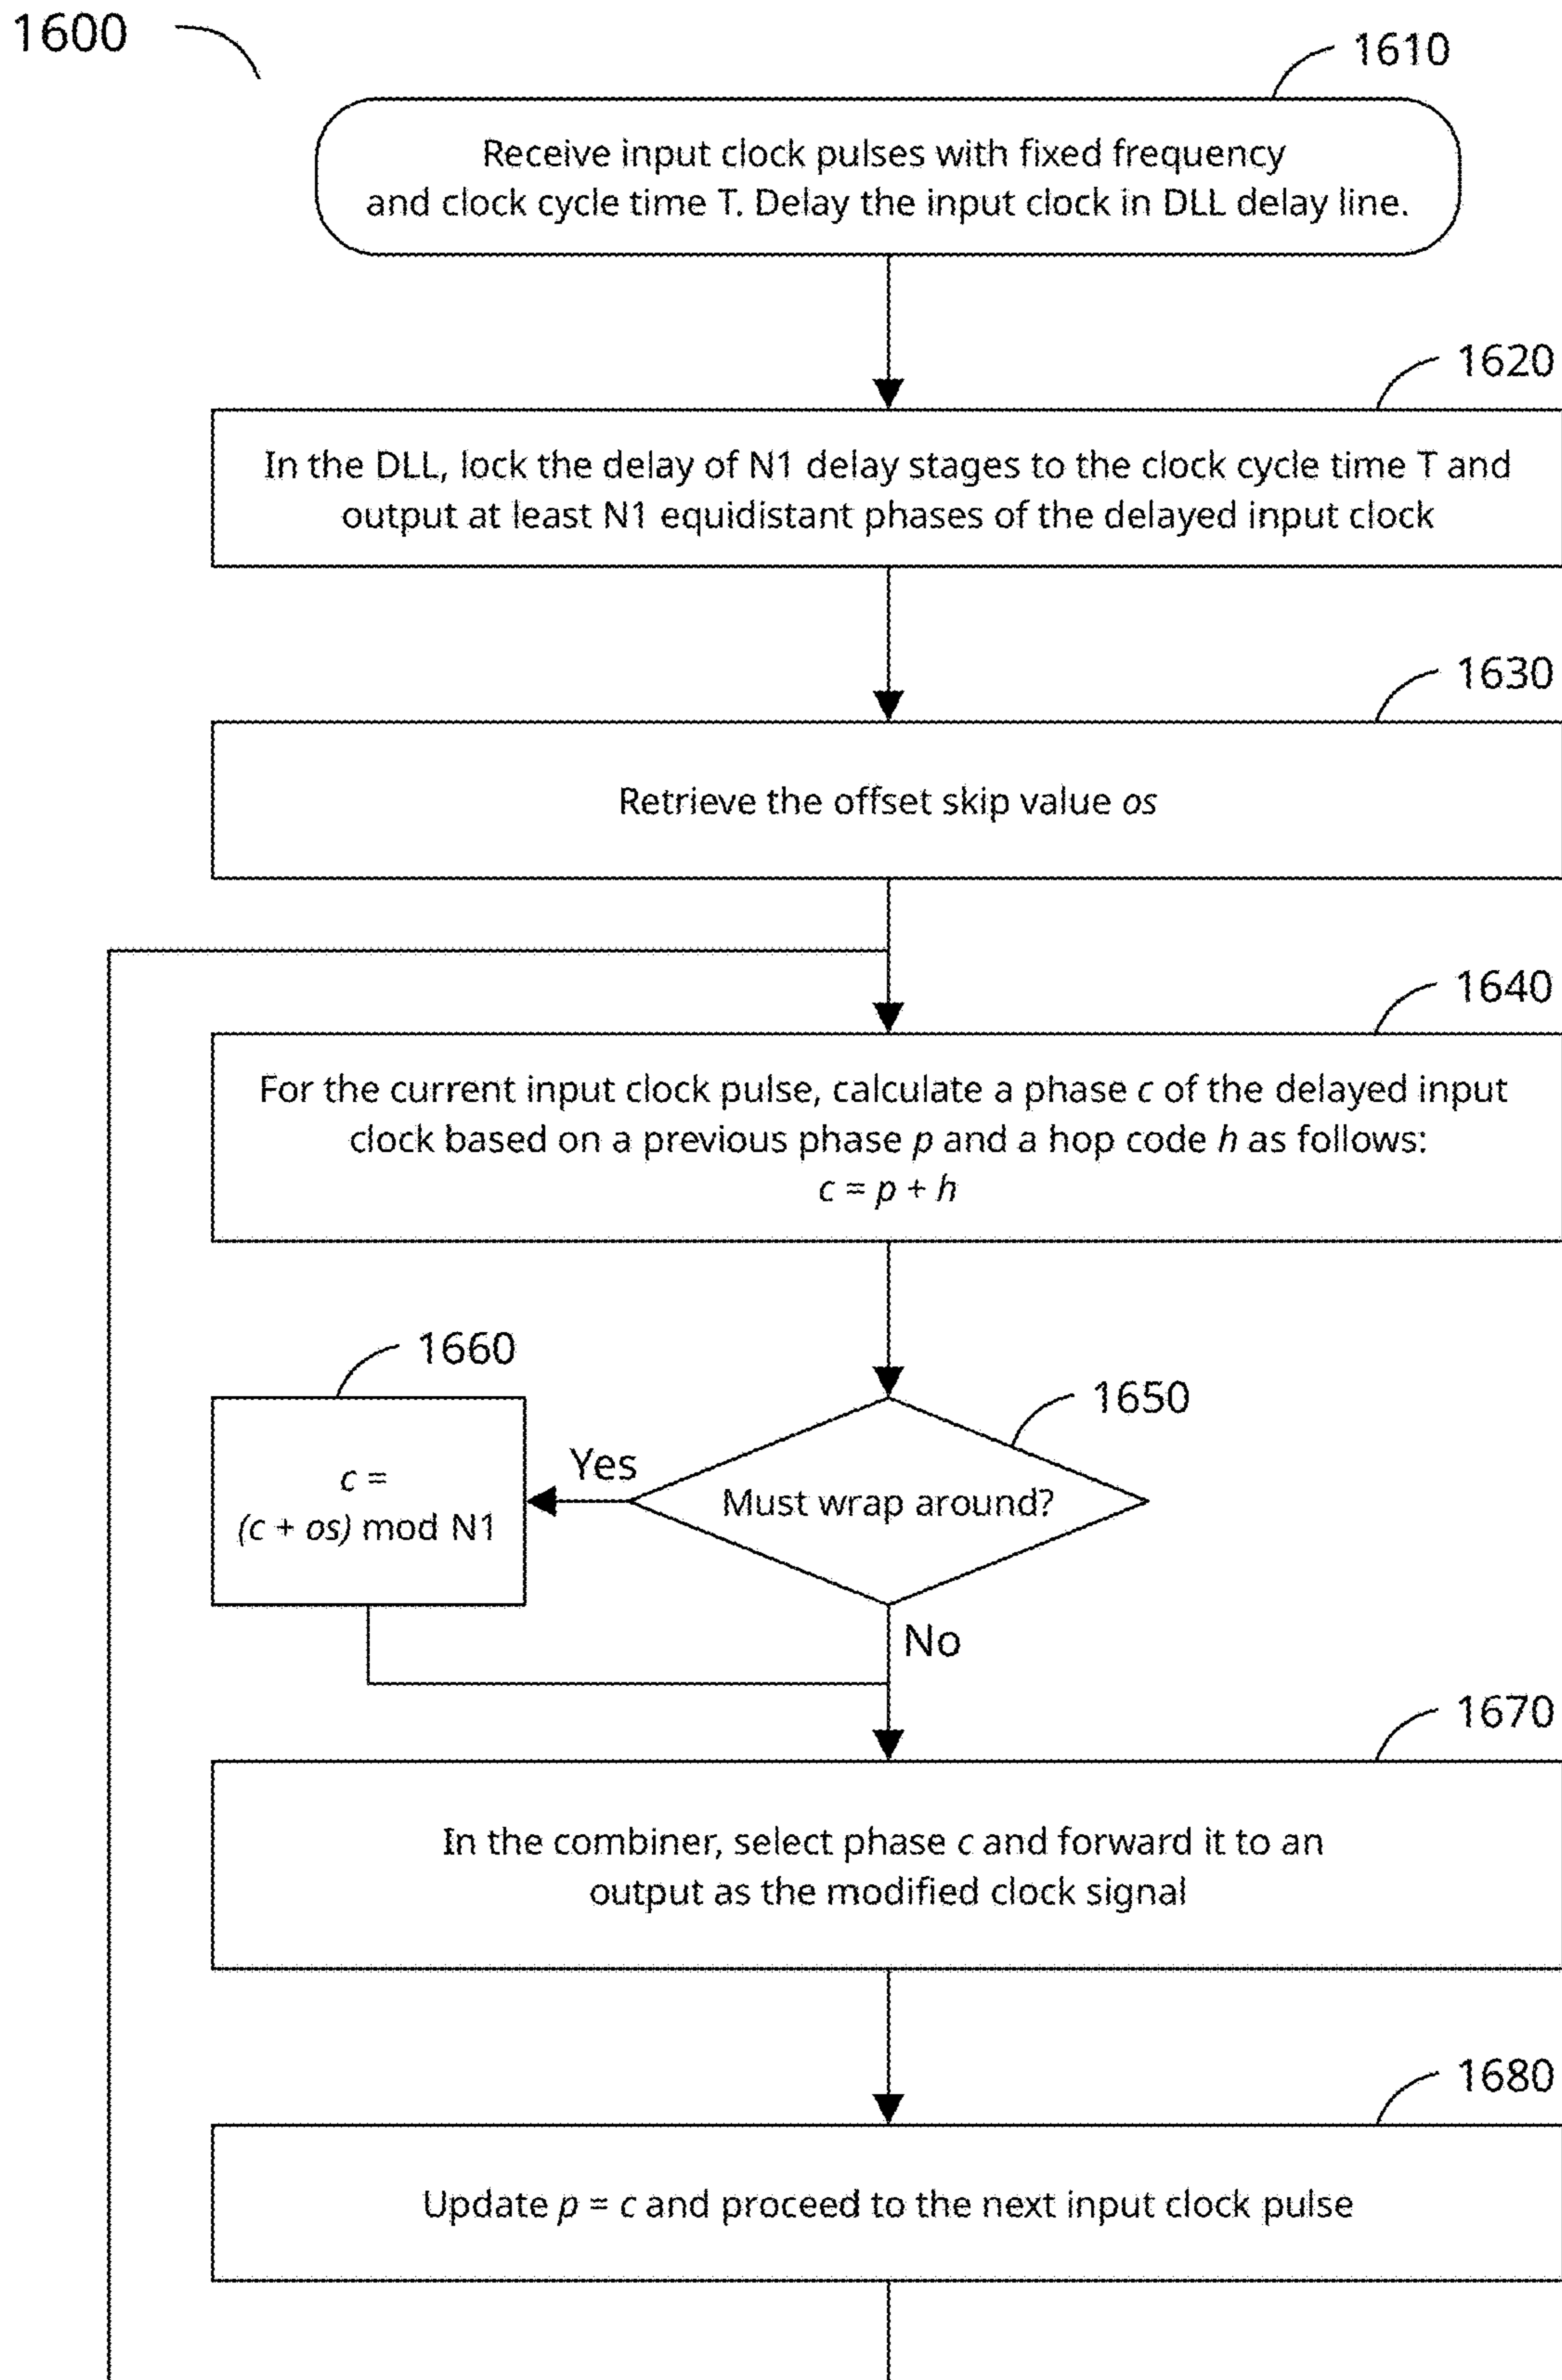 1600
1610
Receive input clock pulses with fixed frequency
and clock cycle time T. Delay the input clock in DLL delay line.
1620
In the DLL, lock the delay of N1 delay stages to the clock cycle time T and
output at least N1 equidistant phases of the delayed input clock
1630
Retrieve the offset skip value os
1640
For the current input clock pulse, calculate a phase c of the delayed input
clock based on a previous phase p and a hop code h as follows:
c = p + h
1660
1650
Yes
Must wrap around?
c =
(c + os) mod N1
No
1670
In the combiner, select phase c and forward it to an
output as the modified clock signal
1680
Update p = c and proceed to the next input clock pulse